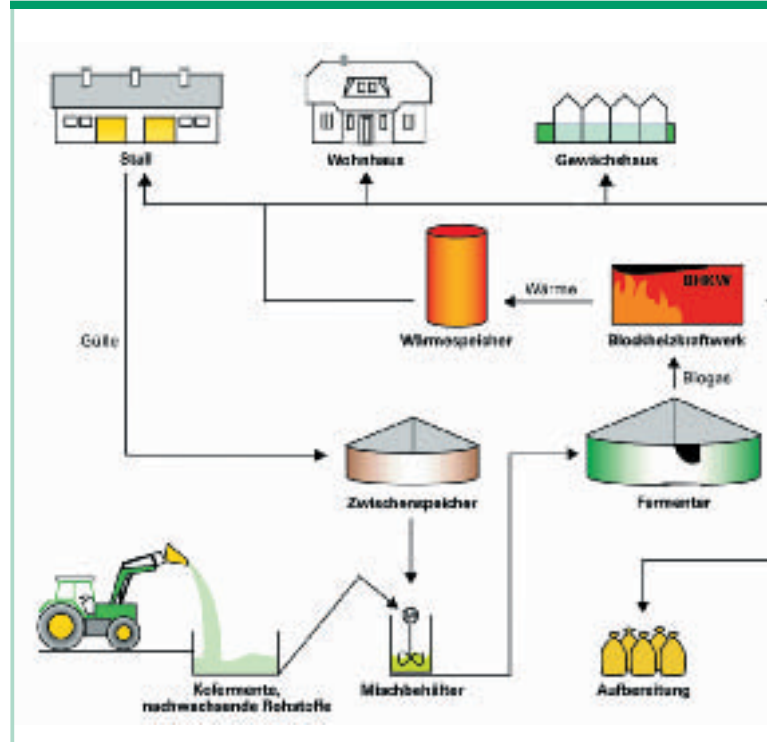 Stall
Wohnhaus
Gewächshaus
BHKW
Wärme
Wärmespeicher
Blockheizkraftwerk
Gülle
Biogas
Zwischenspeicher
Fermenter
Kofermente,
nachwachsende Rohstoffe
Mischbehälter
Aufbereitung